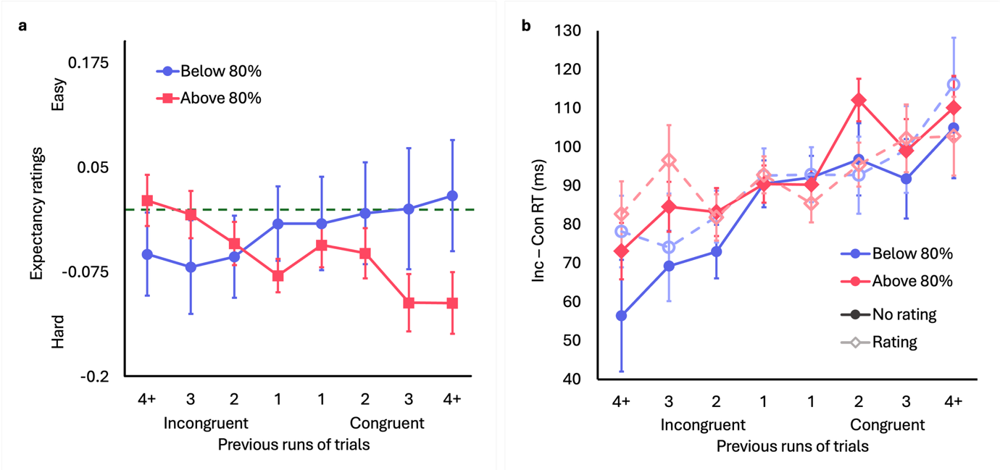 a
Easy
Expectancy ratings
Hard
0.175
0.05
-0.075
-0.2
Below 80%
Above 80%
4+ 3 2 1 1 2 3 4+
Incongruent Congruent
Previous runs of trials
b
Inc – Con RT (ms)
130
120
110
100
90
80
70
60
50
40
Below 80%
Above 80%
No rating
Rating
4+ 3 2 1 1 2 3 4+
Incongruent Congruent
Previous runs of trials